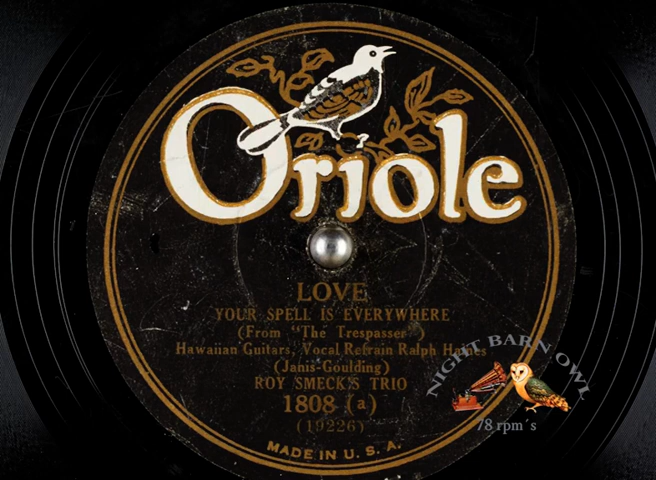 Oriole
LOVE
YOUR SPELL IS EVERYWHERE
(From "The Trespasser")
Hawaiian Guitars, Vocal Refrain Ralph Haines
(Janis-Goulding)
ROY SMECK'S TRIO
1808 (a)
(19226)
MADE IN U. S. A.
NIGHT BARN OWL
78 rpm´s